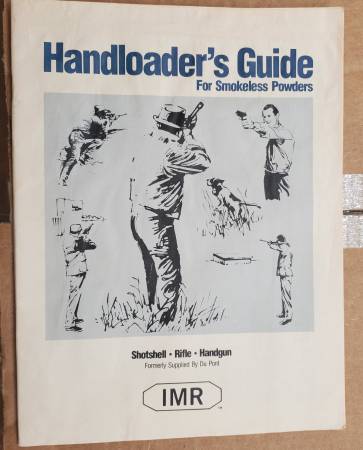 Handloader's Guide
For Smokeless Powders
Shotshell • Rifle • Handgun
Formerly Supplied By Du Pont
IMR